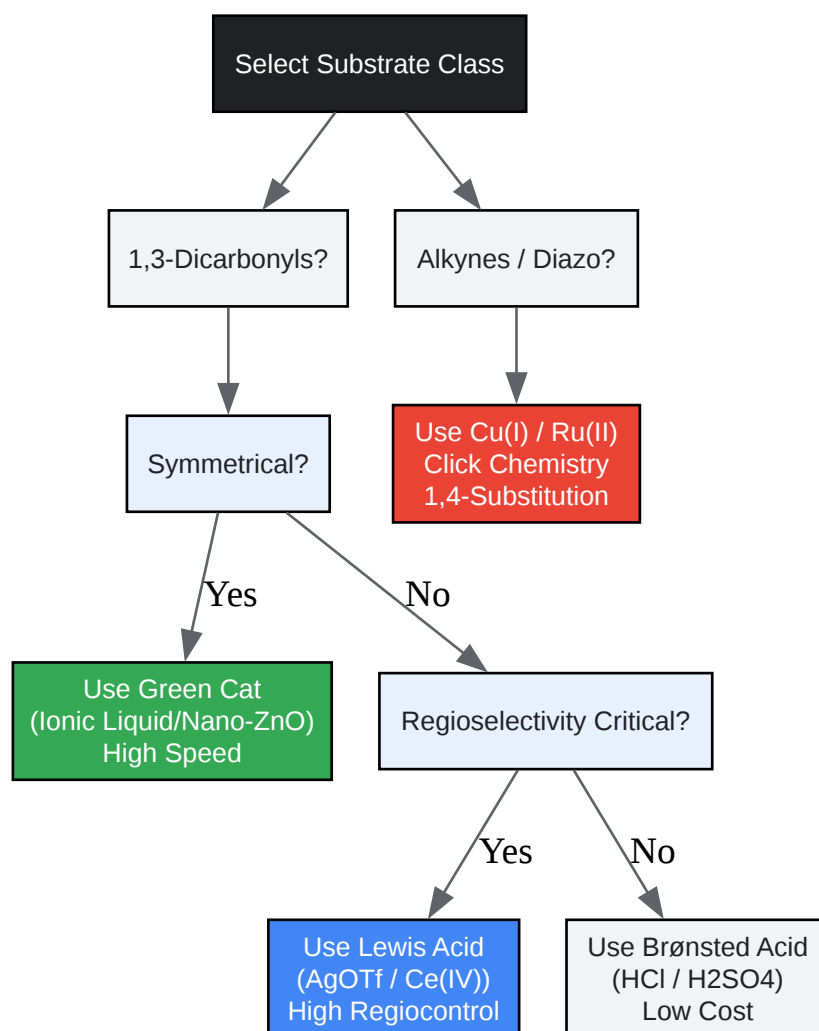 Select Substrate Class
1,3-Dicarbonyls?
Alkynes / Diazo?
Symmetrical?
Use Cu(I) / Ru(II)
Click Chemistry
1,4-Substitution
Yes
No
Use Green Cat
(Ionic Liquid/Nano-ZnO)
High Speed
Regioselectivity Critical?
Yes
No
Use Lewis Acid
(AgOTf / Ce(IV))
High Regiocontrol
Use Brønsted Acid
(HCl / H2SO4)
Low Cost